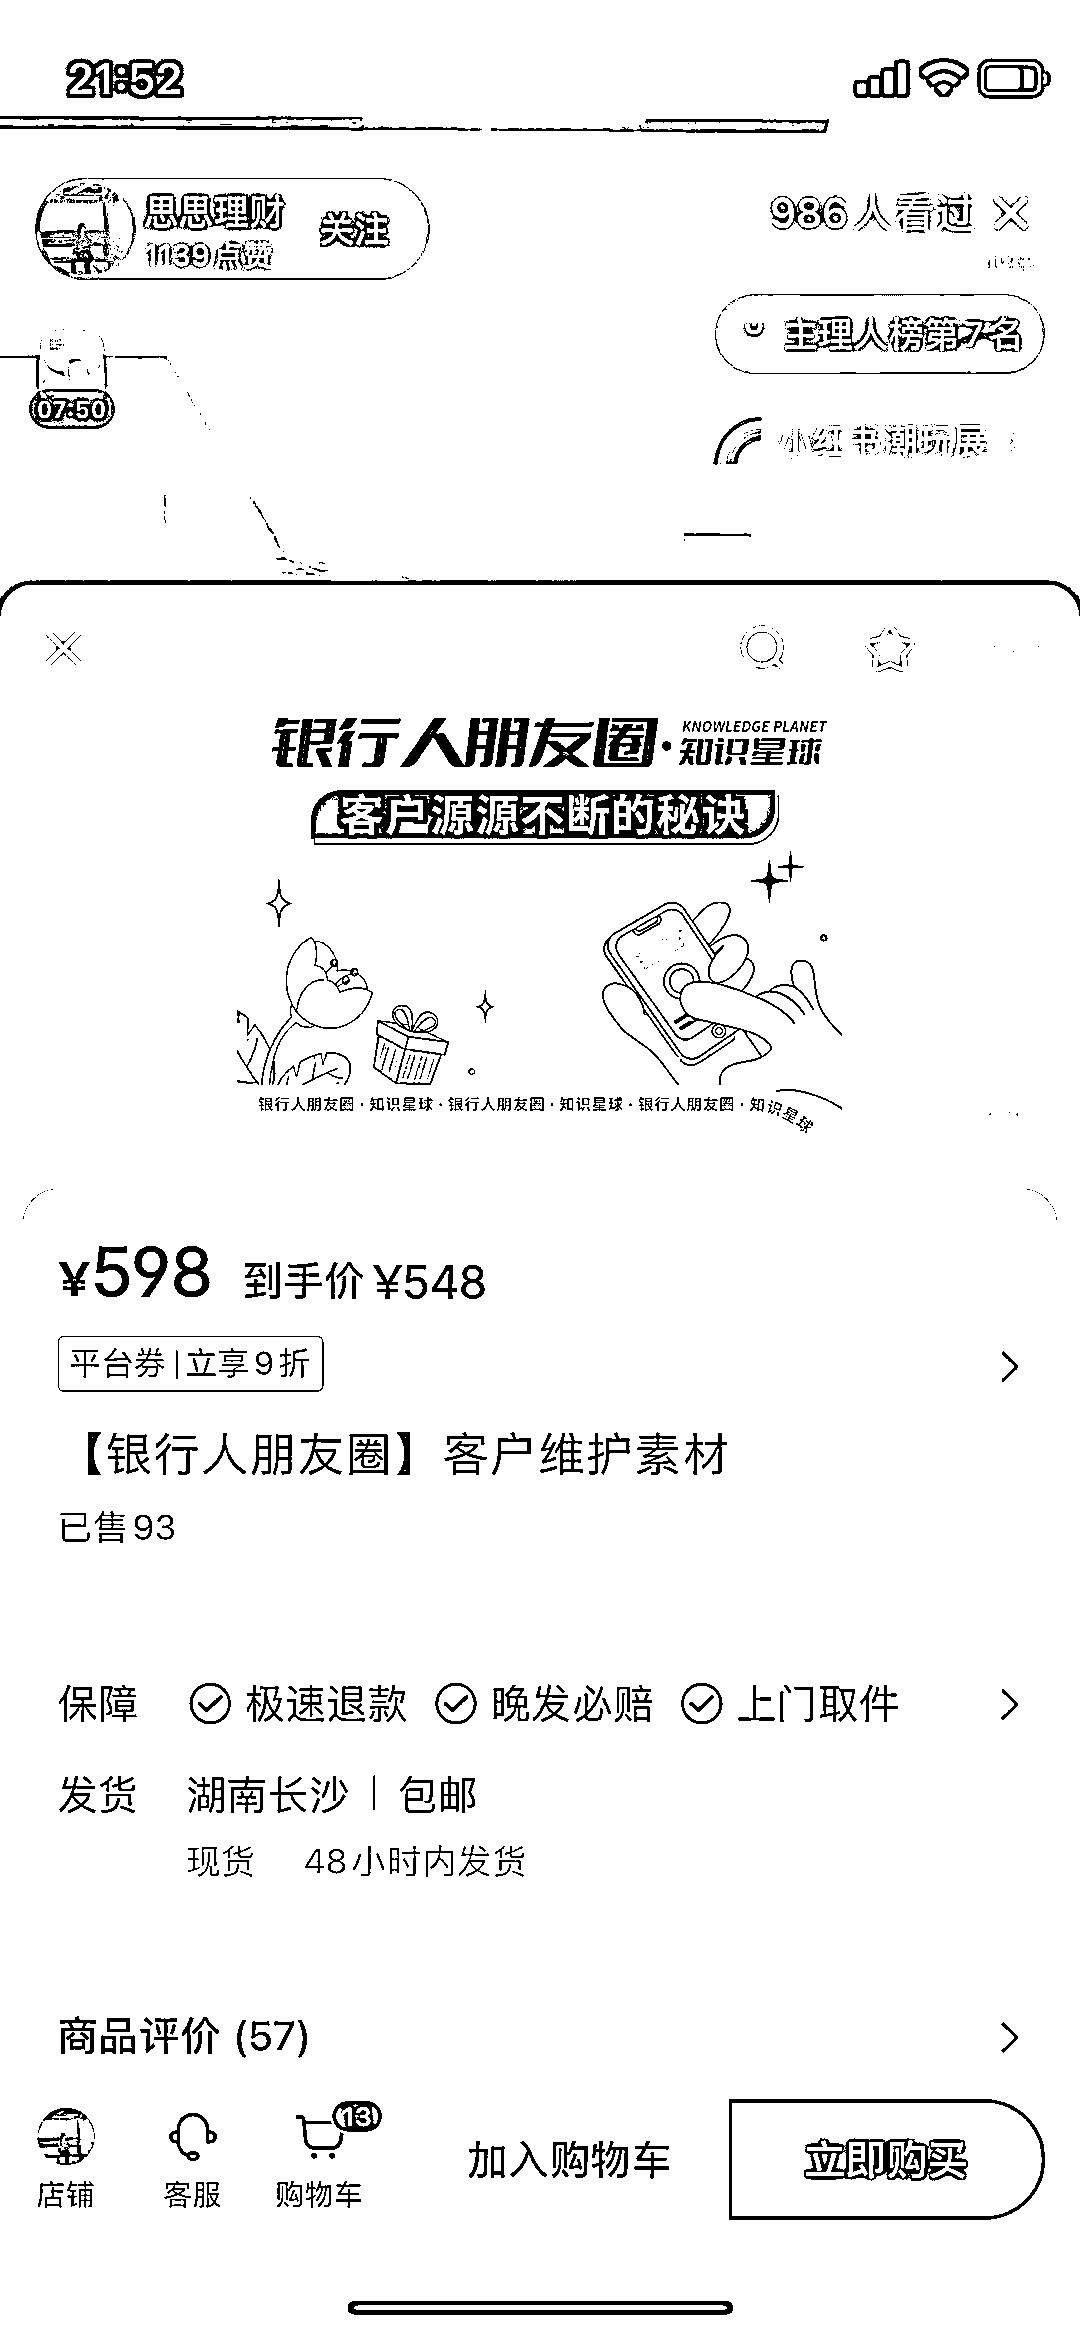 21:52
思思理财
1139点赞
关注
986人看过
主理人榜第7名
07:50
小红书潮玩展
银行人朋友圈·知识星球
KNOWLEDGE PLANET
客户源源不断的秘诀
银行人朋友圈·知识星球·银行人朋友圈·知识星球·银行人朋友圈·知识星球
¥598 到手价¥548
平台券|立享9折
【银行人朋友圈】客户维护素材
已售93
保障 极速退款 晚发必赔 上门取件
发货 湖南长沙 | 包邮
现货 48小时内发货
商品评价 (57)
13
店铺 客服 购物车 加入购物车 立即购买